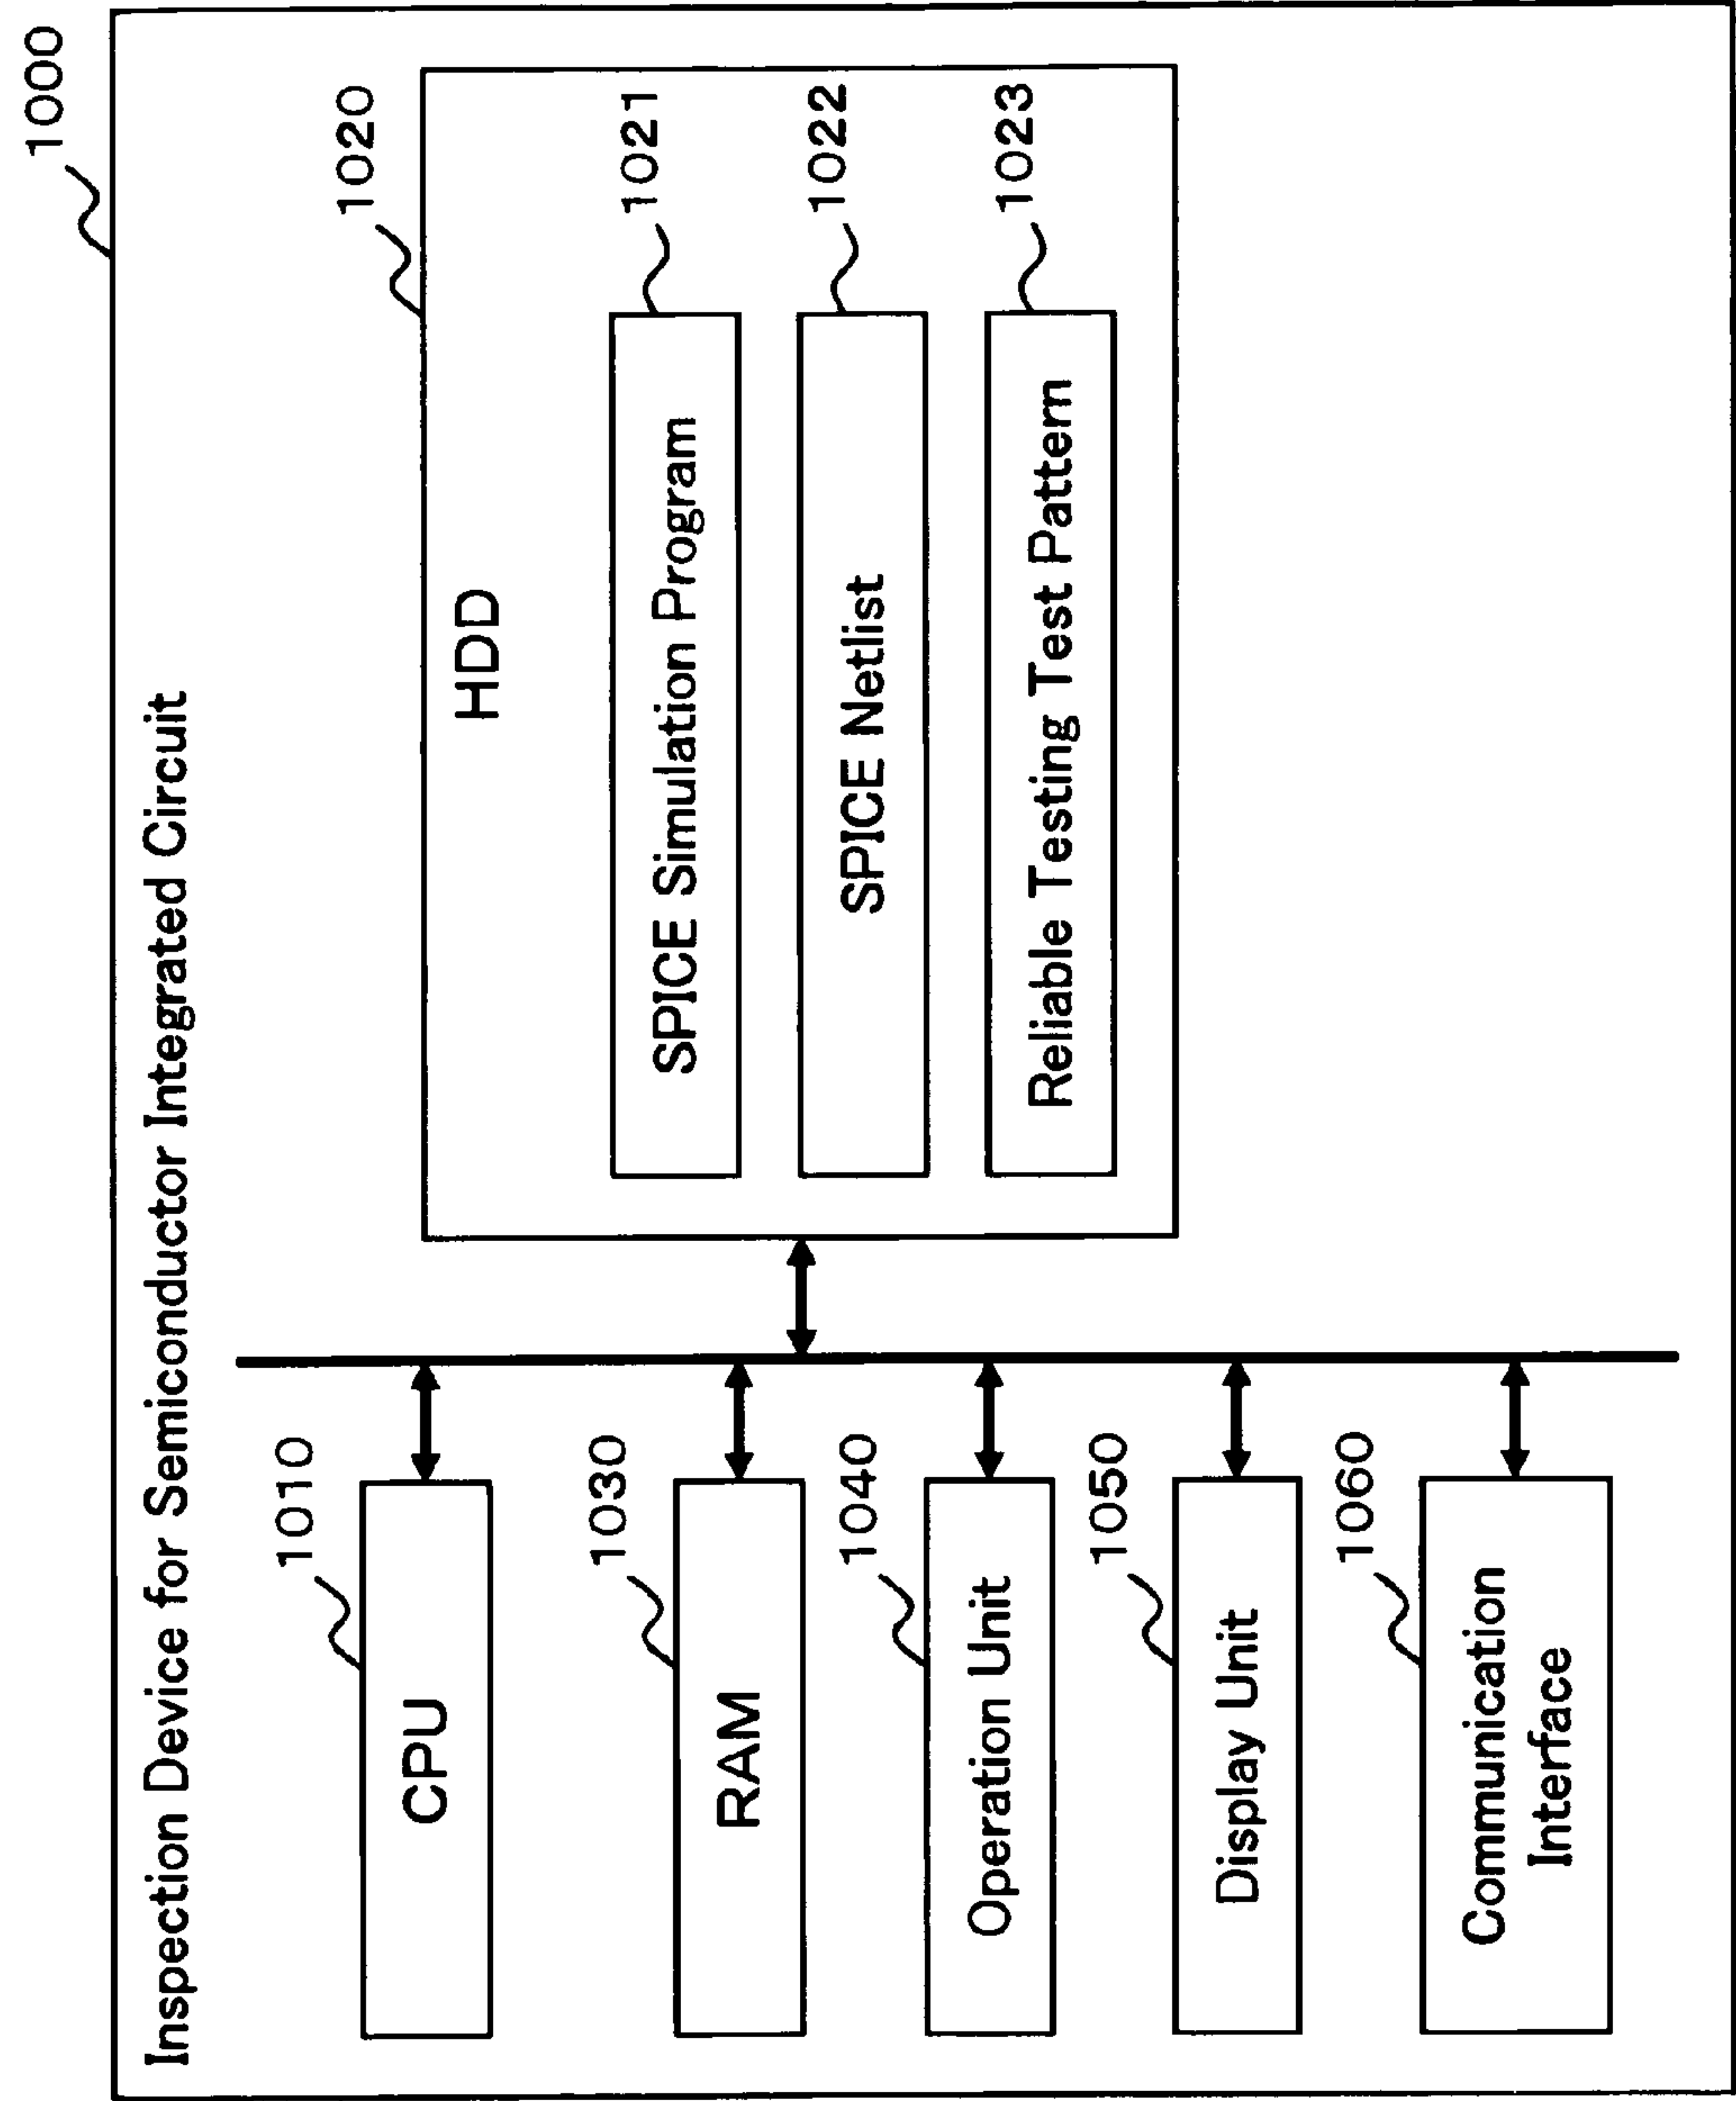 1000
Inspection Device for Semiconductor Integrated Circuit
1010
CPU
1030
RAM
1040
Operation Unit
1050
Display Unit
1060
Communication
Interface
1020
HDD
1021
SPICE Simulation Program
1022
SPICE Netlist
1023
Reliable Testing Test Pattern